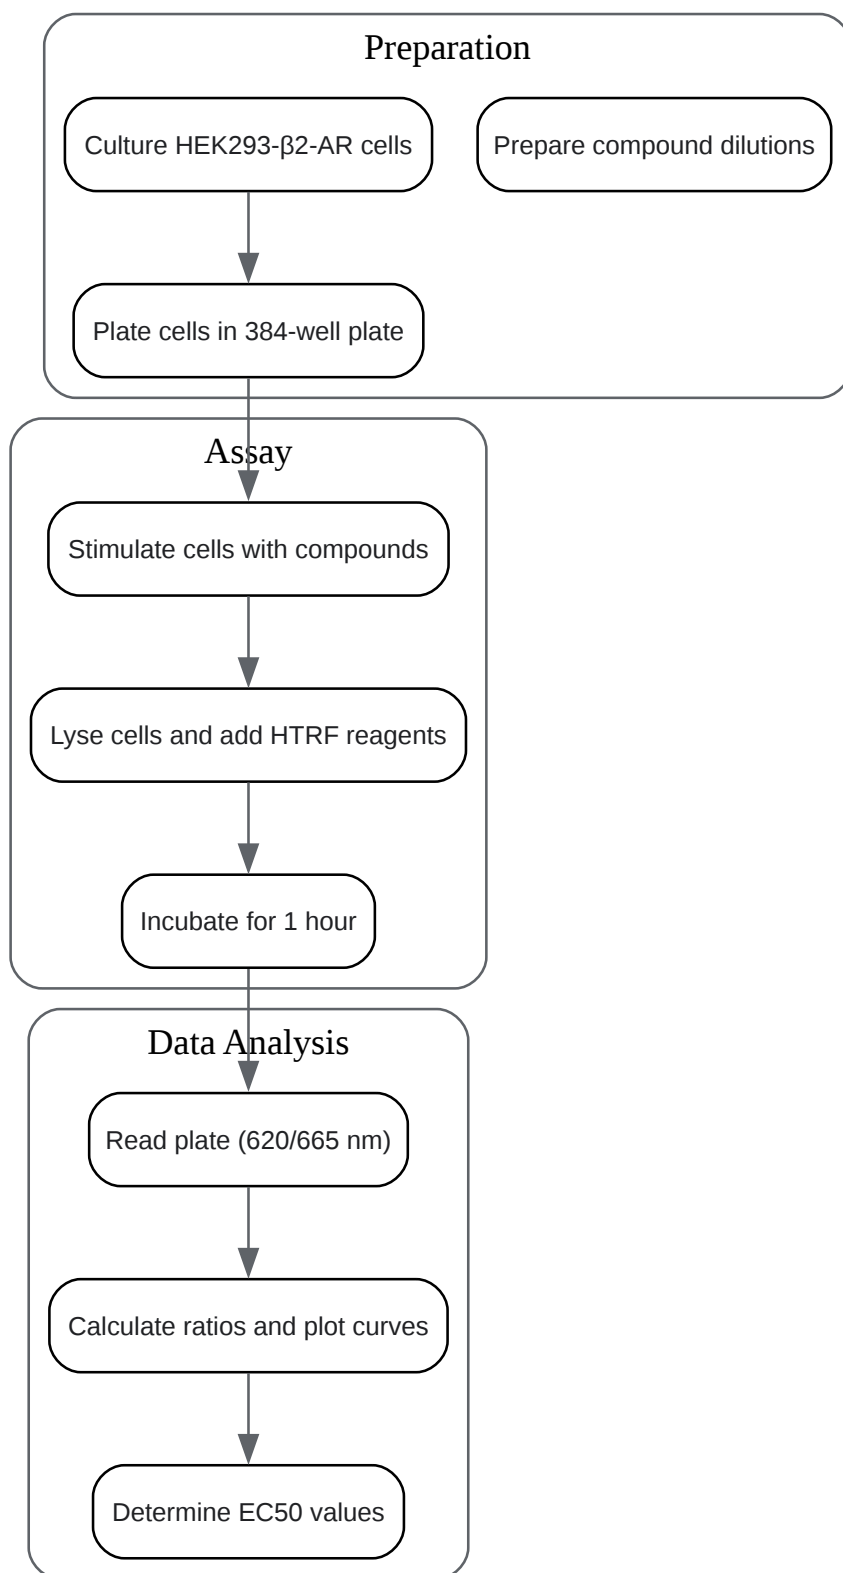 Preparation
Culture HEK293-β2-AR cells
Prepare compound dilutions
Plate cells in 384-well plate
Assay
Stimulate cells with compounds
Lyse cells and add HTRF reagents
Incubate for 1 hour
Data Analysis
Read plate (620/665 nm)
Calculate ratios and plot curves
Determine EC50 values